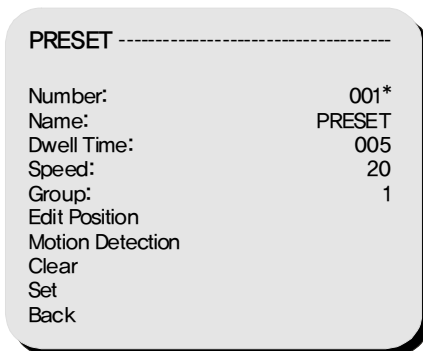 PRESET --------------------------------------
Number: 001*
Name: PRESET
Dwell Time: 005
Speed: 20
Group: 1
Edit Position
Motion Detection
Clear
Set
Back